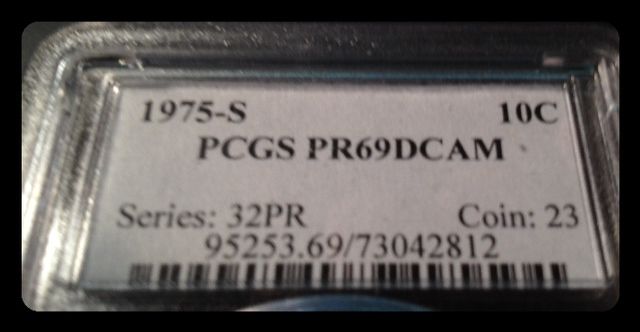 1975-S 10C
PCGS PR69DCAM
Series: 32PR Coin: 23
95253.69/73042812